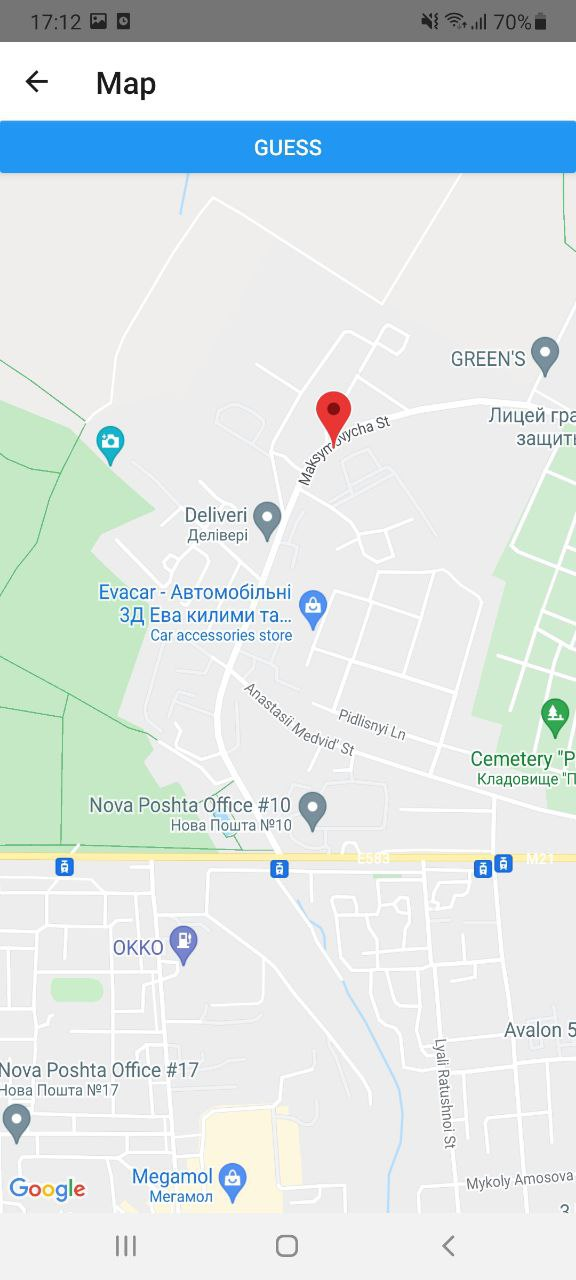 17:12
70%
Map
GUESS
GREEN'S
Лицей гра
защить
Maksymovycha St
Deliveri
Делівері
Evacar - Автомобільні
3Д Ева килими та...
Car accessories store
Anastasii Medvid' St
Pidlisnyi Ln
Cemetery "P
Кладовище "П
Nova Poshta Office #10
Нова Пошта №10
E583
M21
OKKO
Avalon 5
Nova Poshta Office #17
Нова Пошта №17
Lyali Ratushnoi St
Megamol
Мегамол
Mykoly Amosova
Google